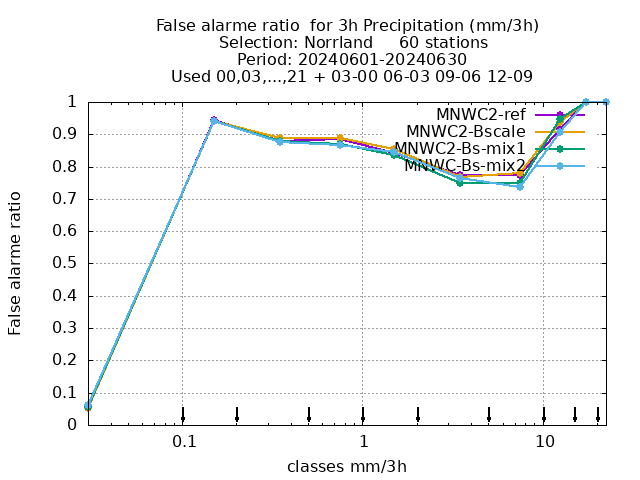 False alarme ratio  for 3h Precipitation (mm/3h)
Selection: Norrland     60 stations
Period: 20240601-20240630
Used 00,03,...,21 + 03-00 06-03 09-06 12-09
MNWC2-ref
MNWC2-Bscale
MNWC2-Bs-mix1
MNWC-Bs-mix2
False alarme ratio
1
0.9
0.8
0.7
0.6
0.5
0.4
0.3
0.2
0.1
0
0.1 1 10
classes mm/3h